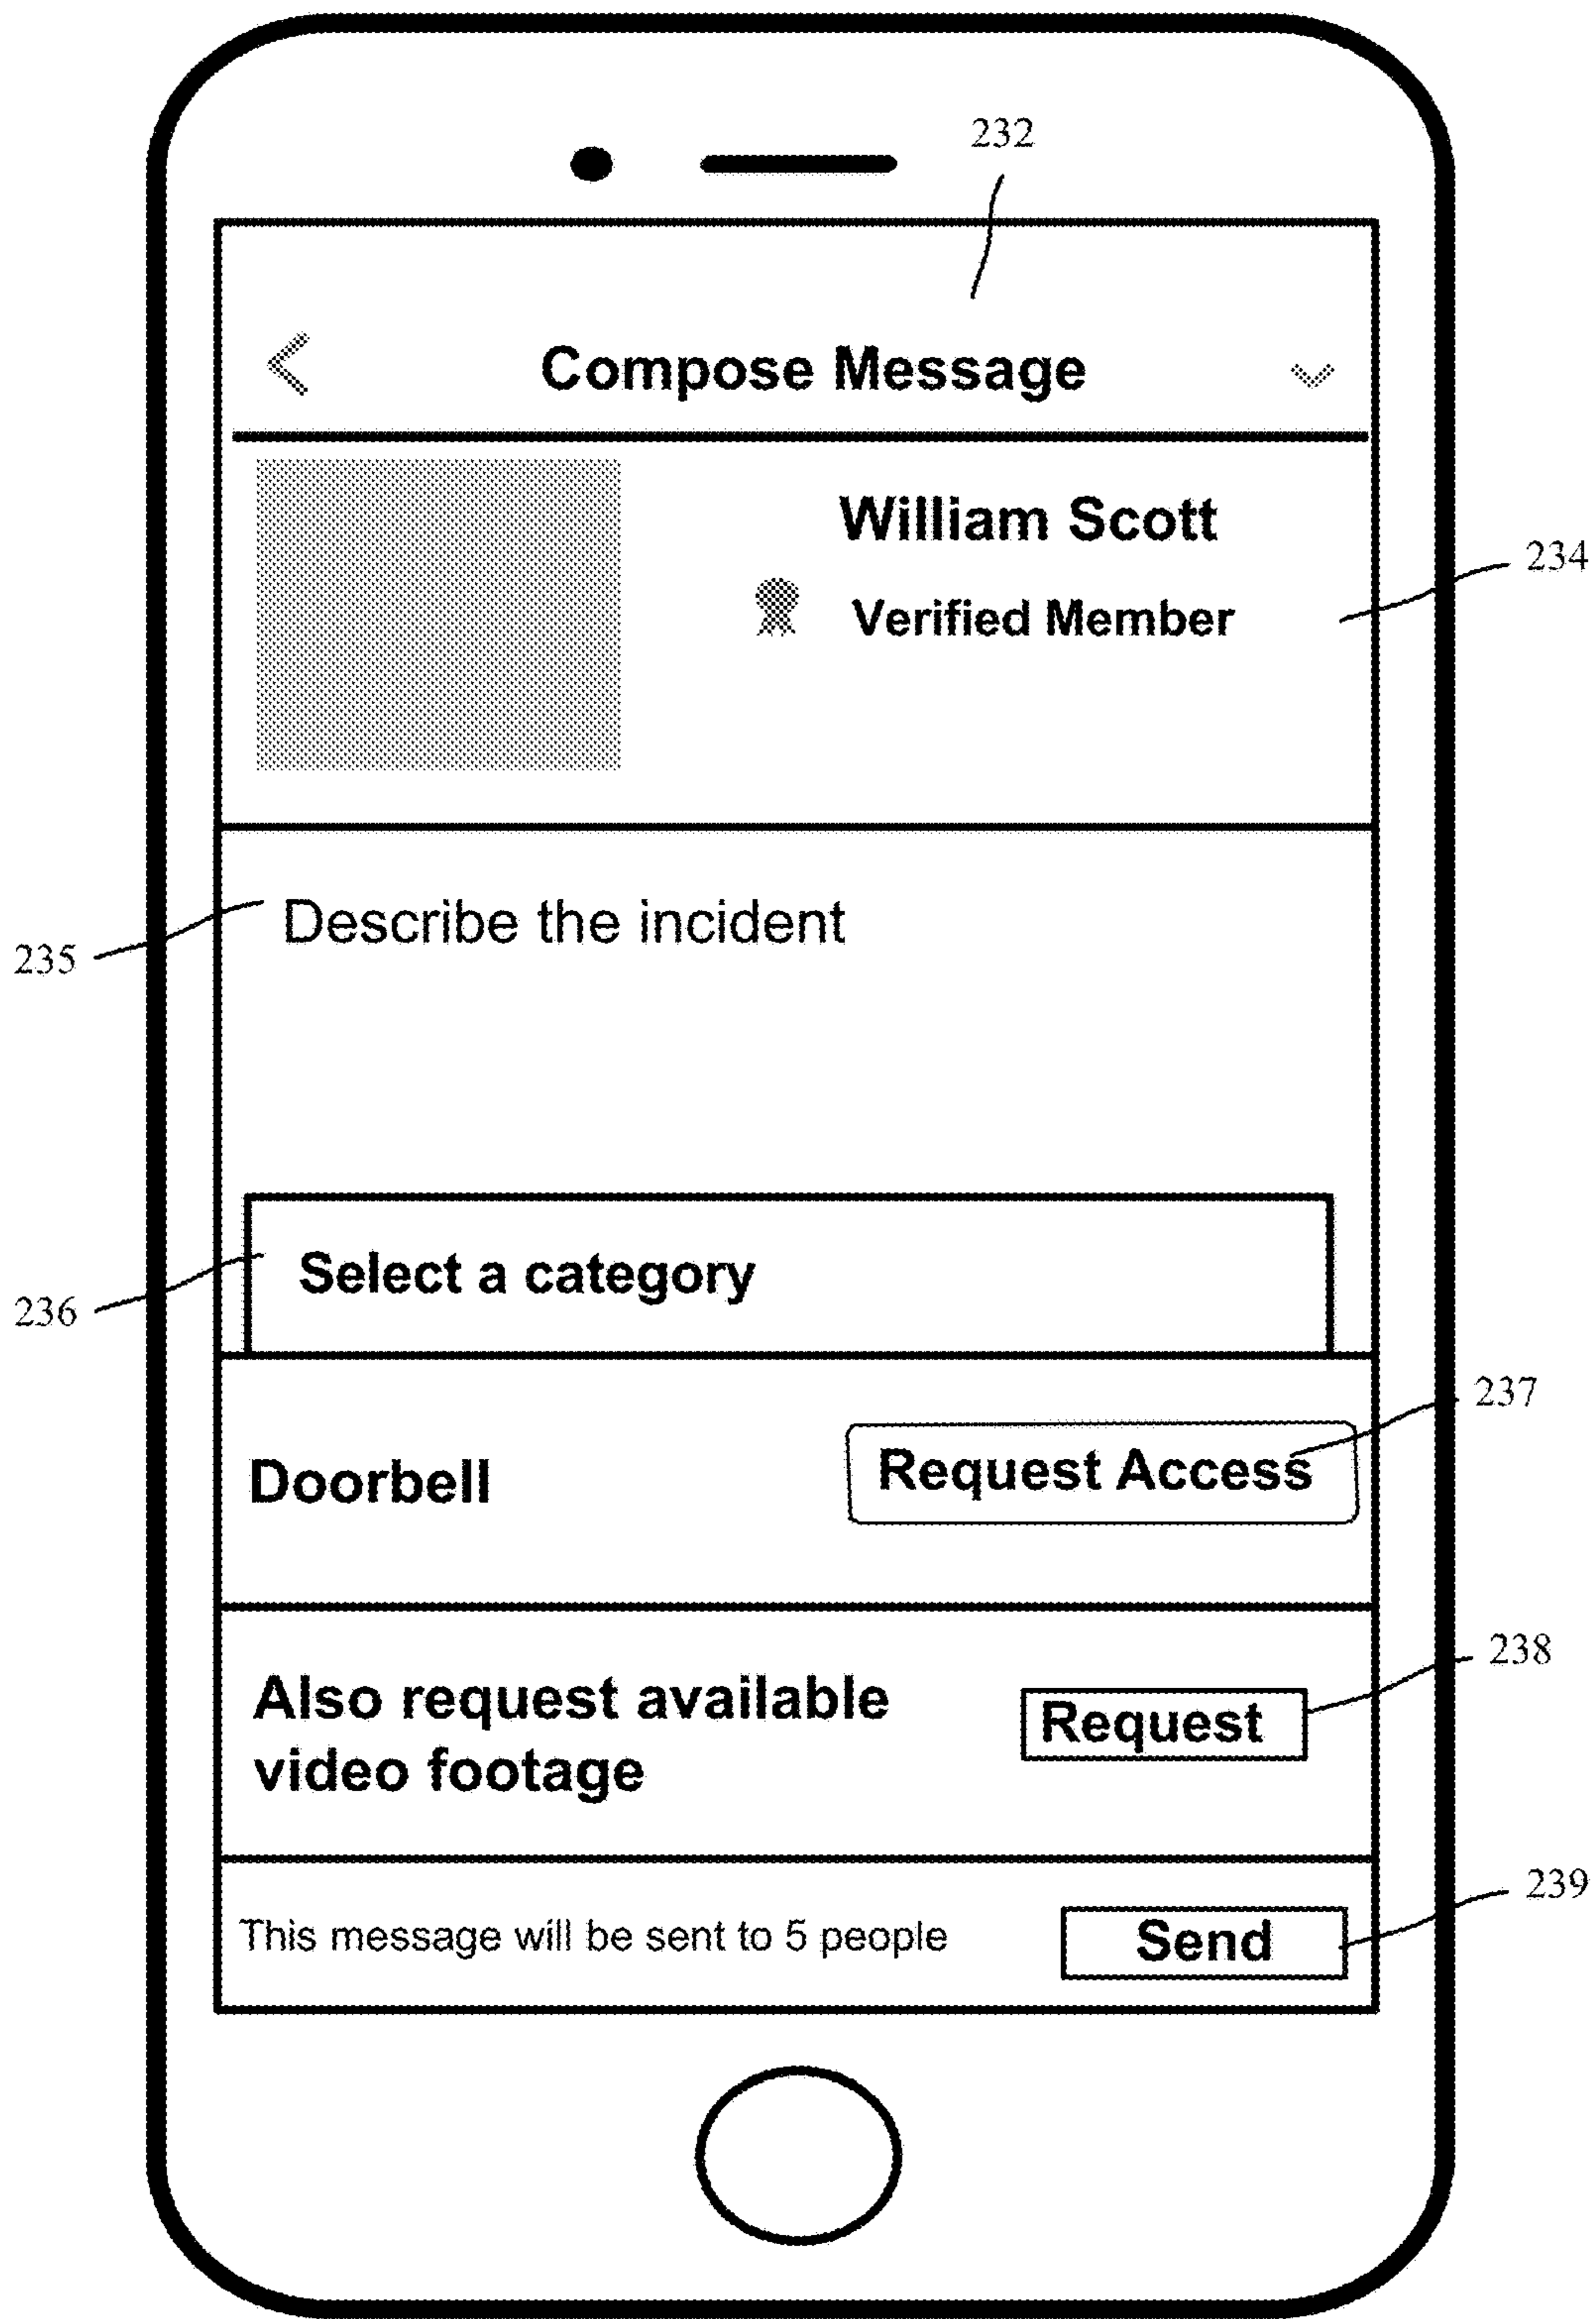 232
Compose Message
William Scott
234
Verified Member
Describe the incident
235
Select a category
236
237
Doorbell
Request Access
238
Also request available
video footage
Request
239
This message will be sent to 5 people
Send